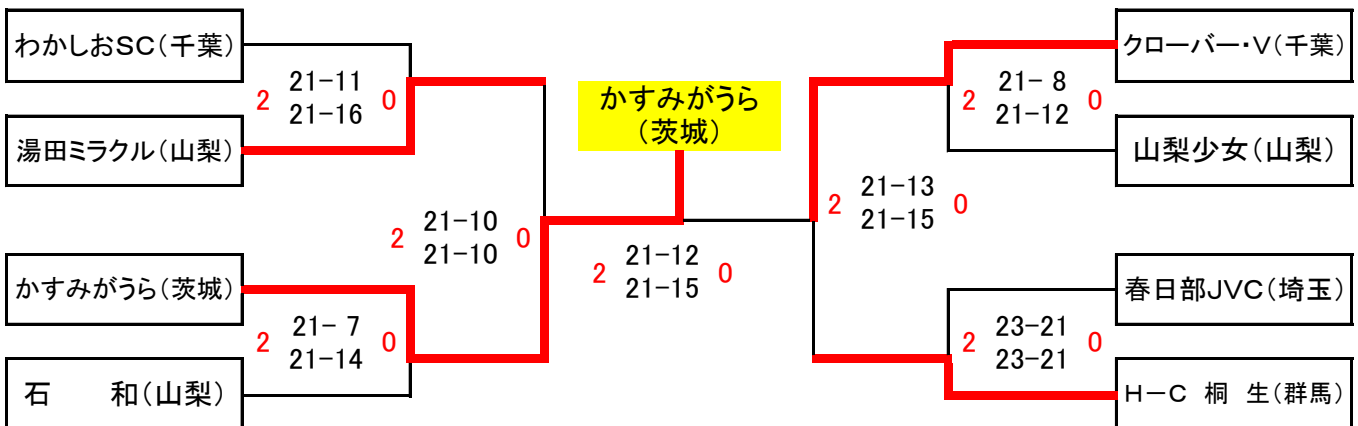 わかしおSC(千葉)
2 21-11 0
21-16
湯田ミラクル(山梨)
2 21-10 0
21-10
かすみがうら(茨城)
2 21- 7 0
21-14
石　　和(山梨)
かすみがうら
(茨城)
2 21-12 0
21-15
クローバー・V(千葉)
2 21- 8 0
21-12
山梨少女(山梨)
2 21-13 0
21-15
春日部JVC(埼玉)
2 23-21 0
23-21
H-C 桐 生(群馬)